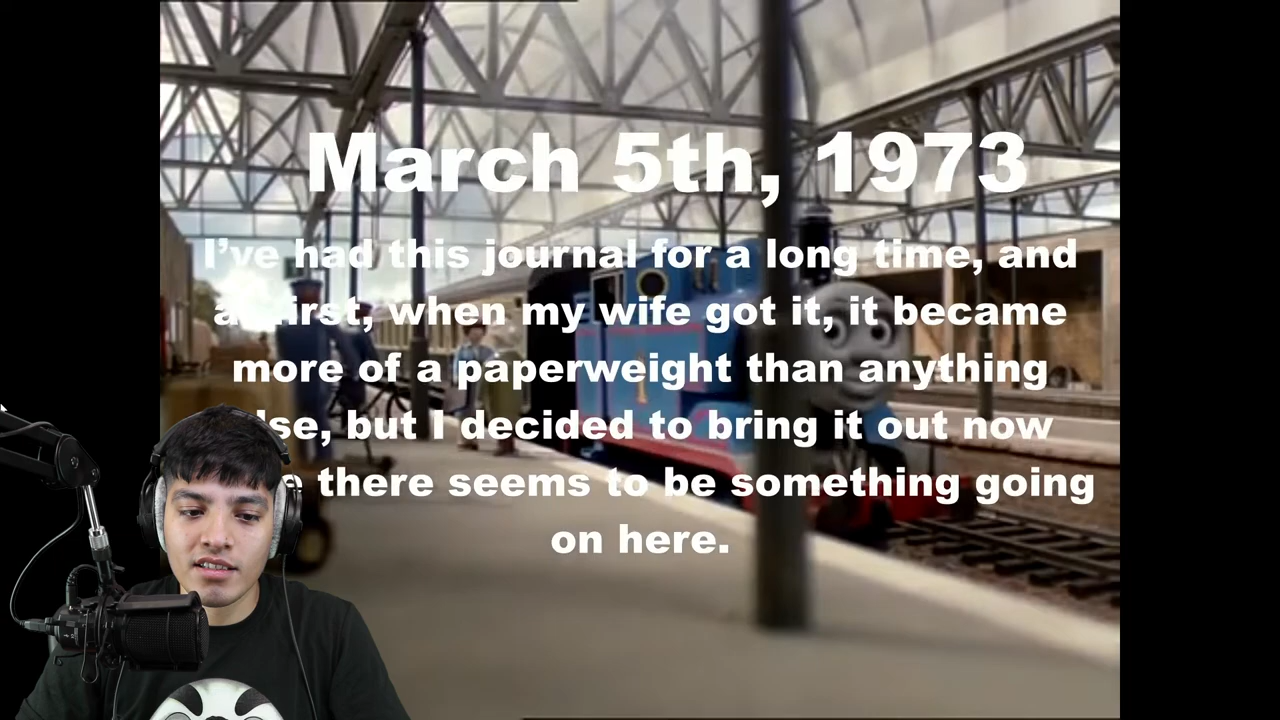 March 5th, 1973
I've had this journal for a long time, and
at first, when my wife got it, it became
more of a paperweight than anything
else, but I decided to bring it out now
there seems to be something going
on here.